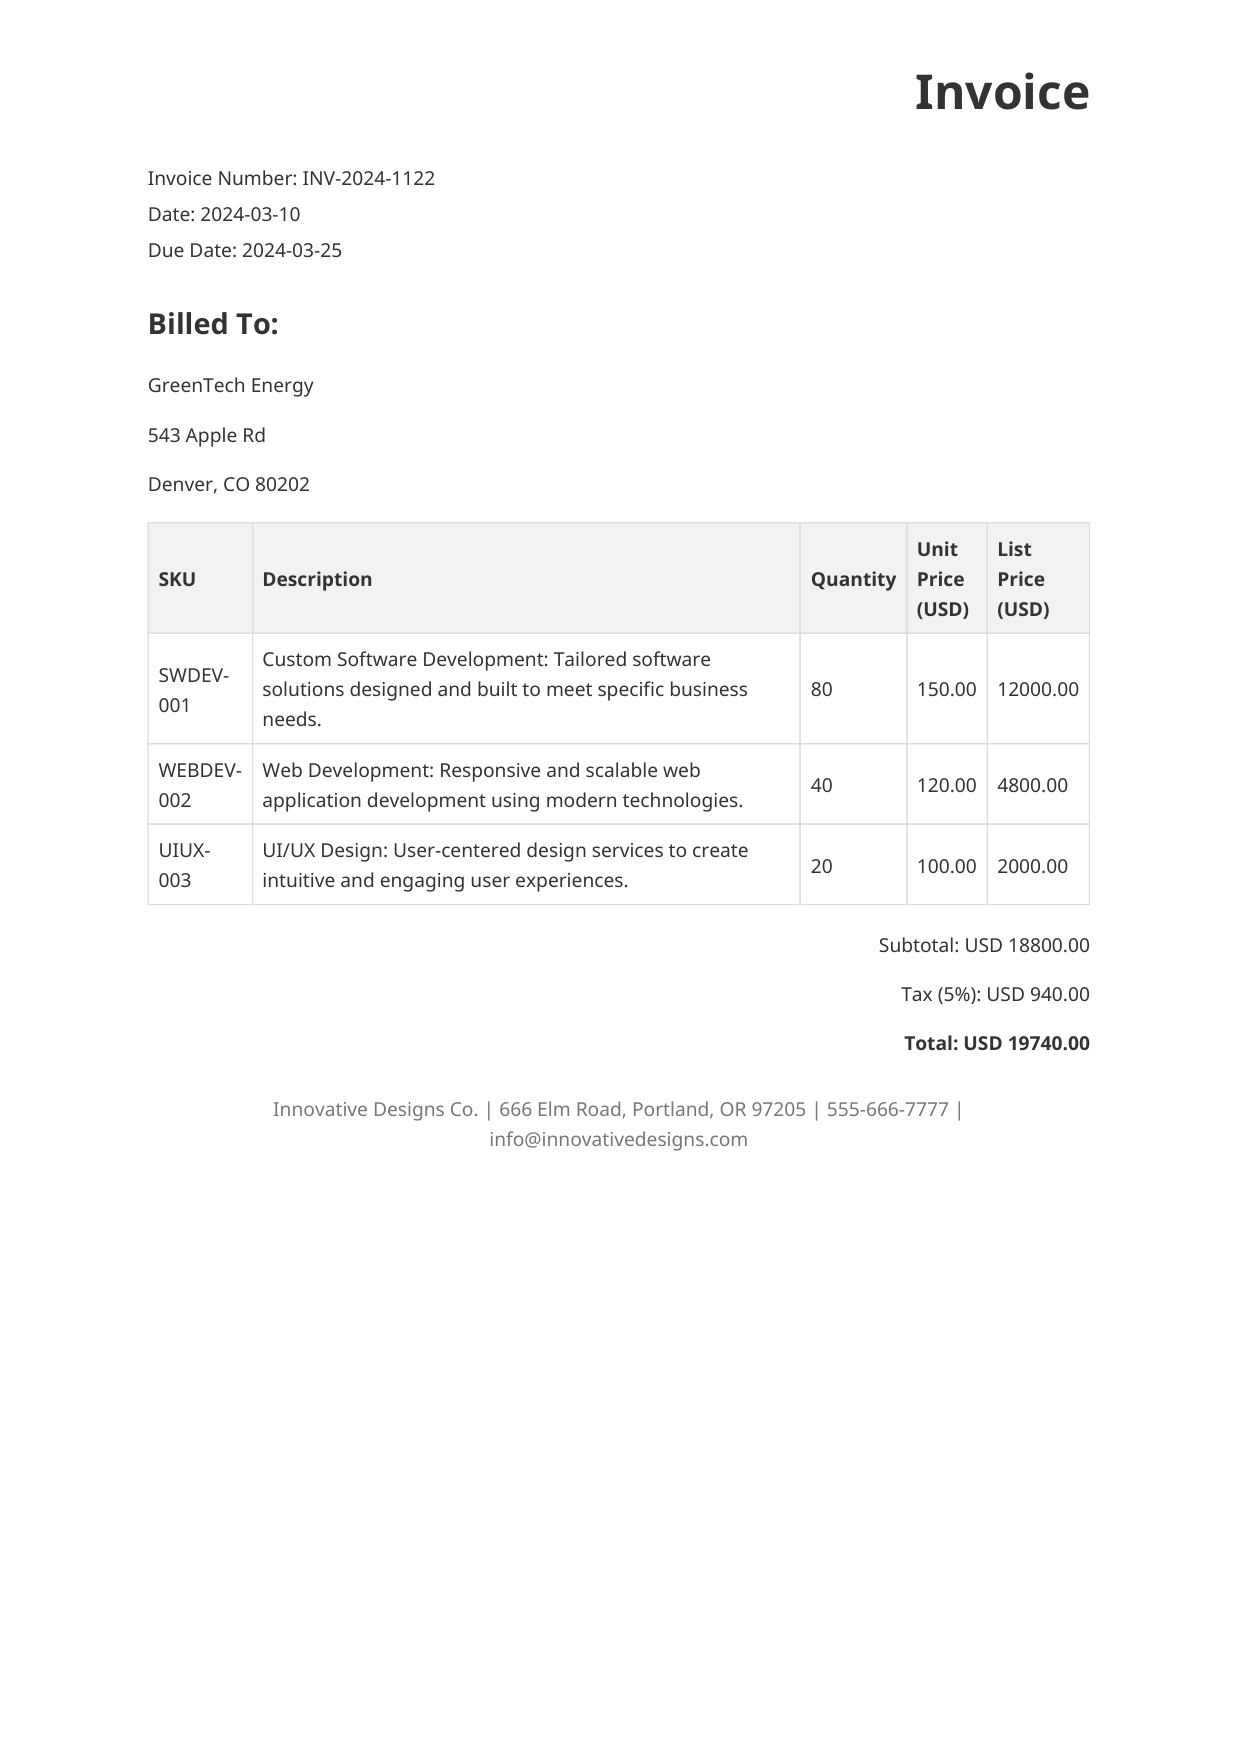 Invoice
Invoice Number: INV-2024-1122
Date: 2024-03-10
Due Date: 2024-03-25
Billed To:
GreenTech Energy
543 Apple Rd
Denver, CO 80202
SKU Description Quantity Unit Price (USD) List Price (USD)
SWDEV-001 Custom Software Development: Tailored software solutions designed and built to meet specific business needs. 80 150.00 12000.00
WEBDEV-002 Web Development: Responsive and scalable web application development using modern technologies. 40 120.00 4800.00
UIUX-003 UI/UX Design: User-centered design services to create intuitive and engaging user experiences. 20 100.00 2000.00
Subtotal: USD 18800.00
Tax (5%): USD 940.00
Total: USD 19740.00
Innovative Designs Co. | 666 Elm Road, Portland, OR 97205 | 555-666-7777 |
info@innovativedesigns.com